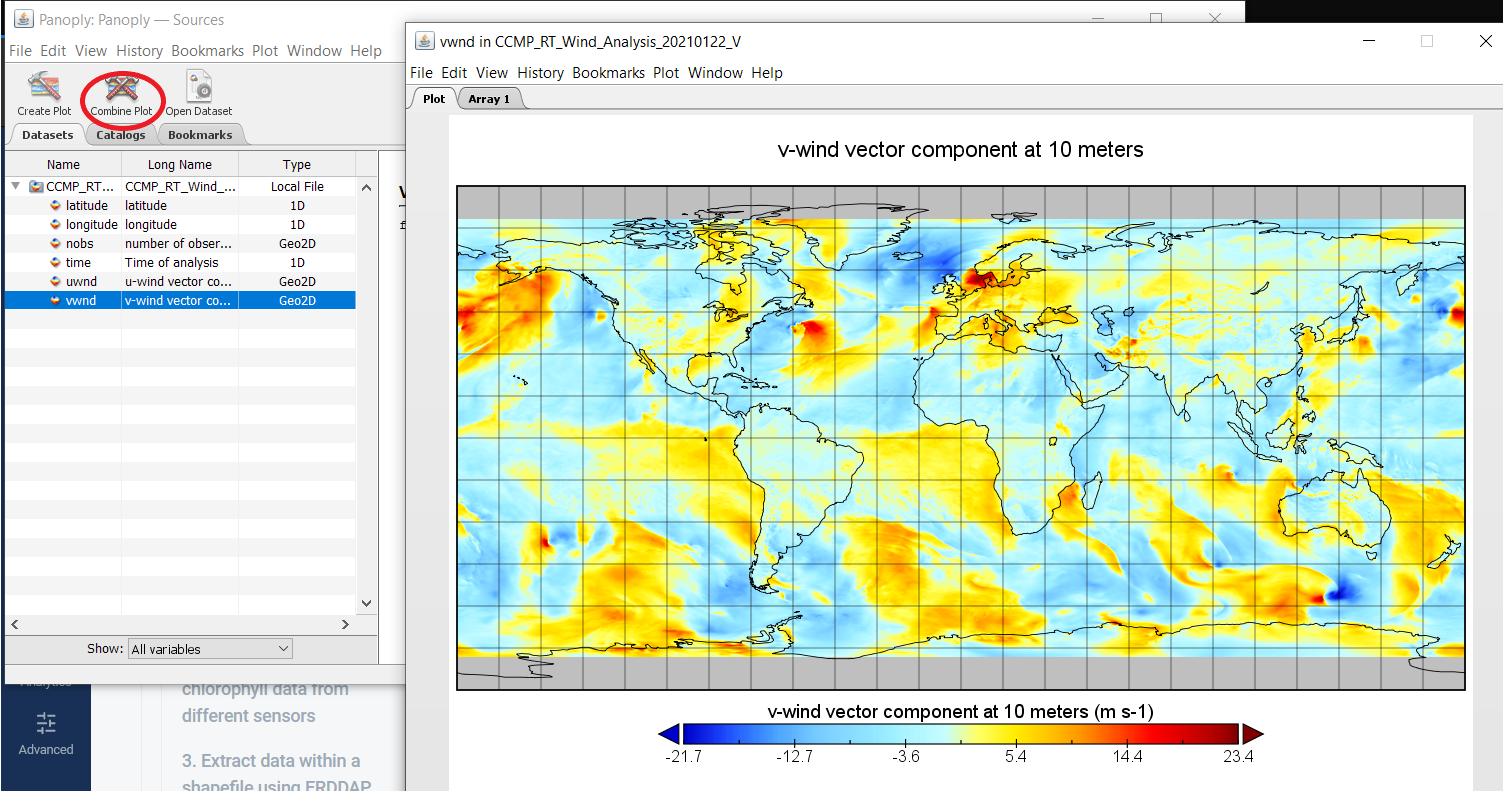 Panoply: Panoply — Sources
File Edit View History Bookmarks Plot Window Help
Create Plot Combine Plot Open Dataset
Datasets Catalogs Bookmarks
Name Long Name Type
CCMP_RT... CCMP_RT_Wind_... Local File
latitude latitude 1D
longitude longitude 1D
nobs number of obser... Geo2D
time Time of analysis 1D
uwnd u-wind vector co... Geo2D
vwnd v-wind vector co... Geo2D
Show: All variables
Advanced
chlorophyll data from
different sensors
3. Extract data within a
shapefile using ERDDAP
vwnd in CCMP_RT_Wind_Analysis_20210122_V
File Edit View History Bookmarks Plot Window Help
Plot Array 1
v-wind vector component at 10 meters
v-wind vector component at 10 meters (m s-1)
-21.7 -12.7 -3.6 5.4 14.4 23.4